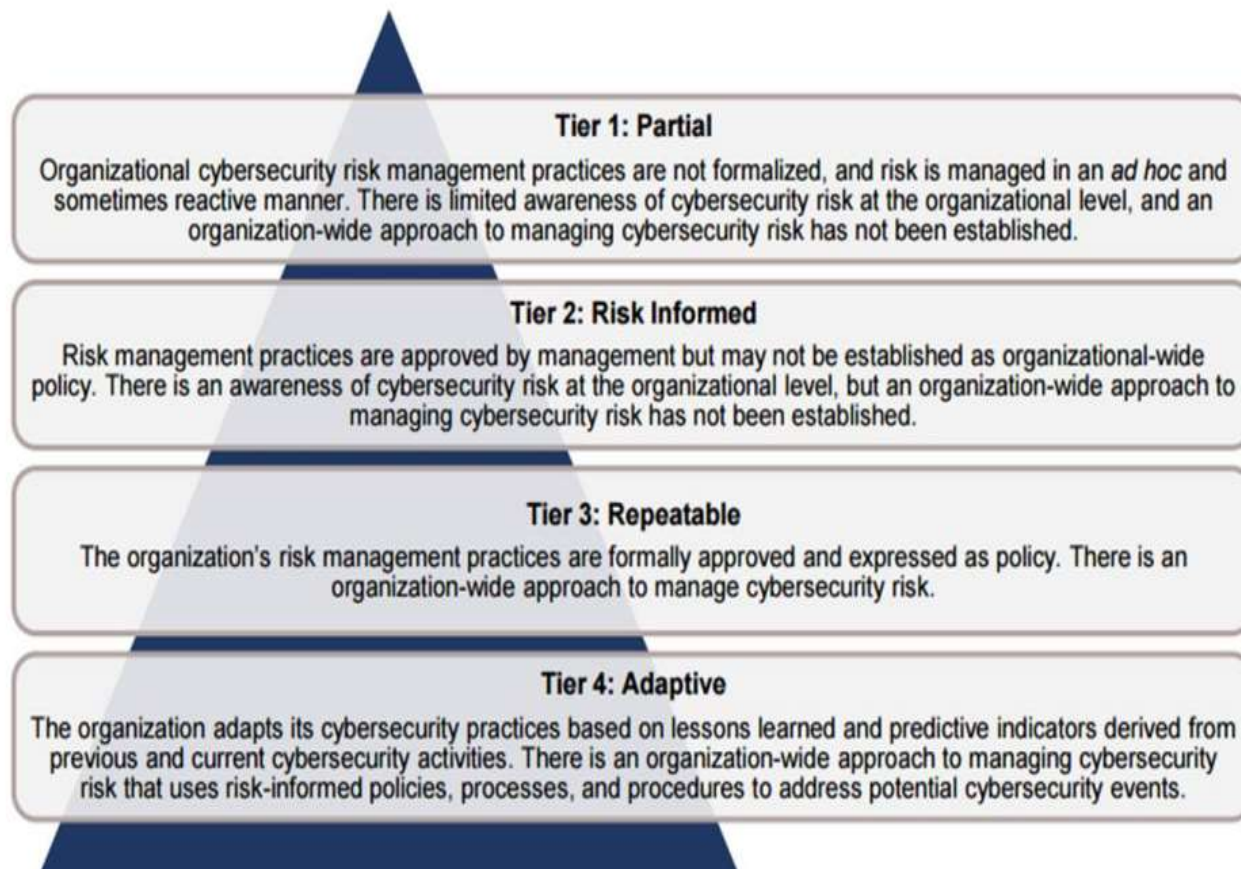 Tier 1: Partial
Organizational cybersecurity risk management practices are not formalized, and risk is managed in an ad hoc and
sometimes reactive manner. There is limited awareness of cybersecurity risk at the organizational level, and an
organization-wide approach to managing cybersecurity risk has not been established.
Tier 2: Risk Informed
Risk management practices are approved by management but may not be established as organizational-wide
policy. There is an awareness of cybersecurity risk at the organizational level, but an organization-wide approach to
managing cybersecurity risk has not been established.
Tier 3: Repeatable
The organization's risk management practices are formally approved and expressed as policy. There is an
organization-wide approach to manage cybersecurity risk.
Tier 4: Adaptive
The organization adapts its cybersecurity practices based on lessons learned and predictive indicators derived from
previous and current cybersecurity activities. There is an organization-wide approach to managing cybersecurity
risk that uses risk-informed policies, processes, and procedures to address potential cybersecurity events.